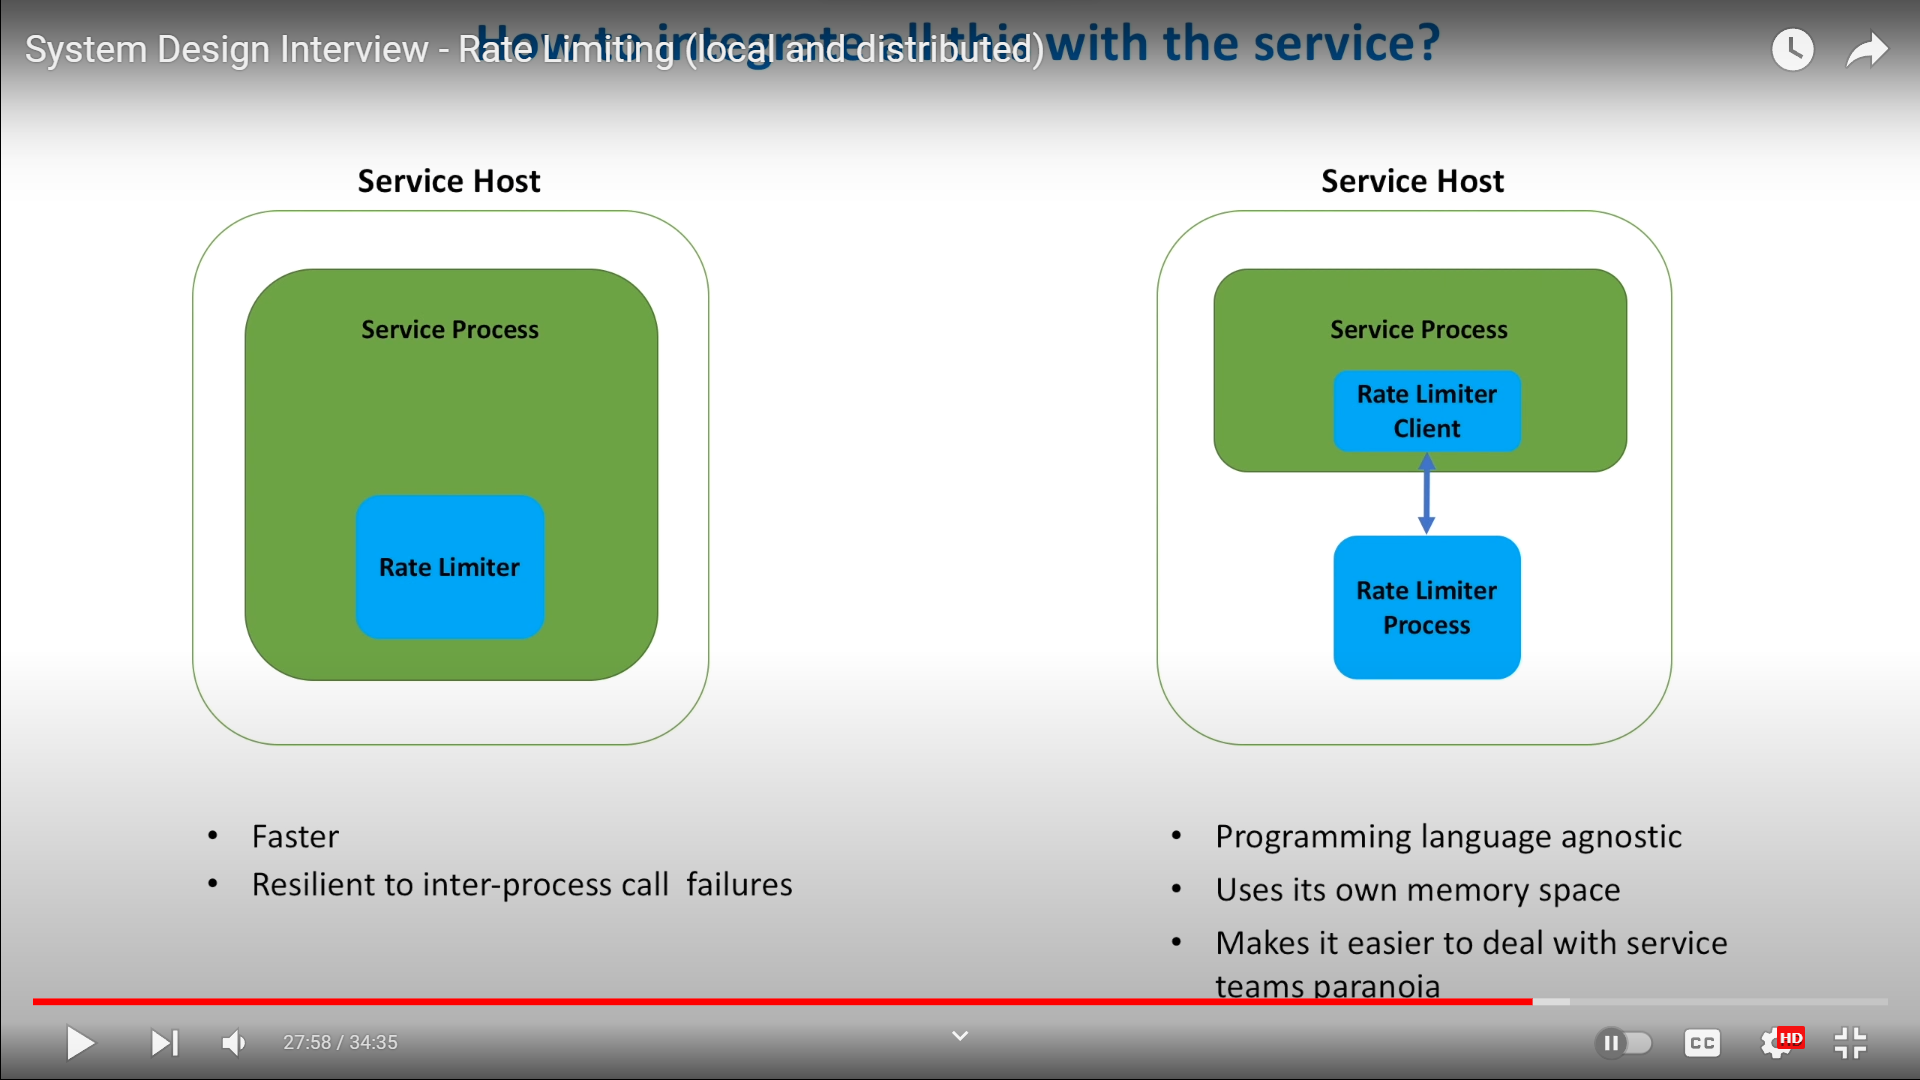 How to integrate all this with the service?
System Design Interview - Rate Limiting (local and distributed)
Service Host
Service Process
Rate Limiter
• Faster
• Resilient to inter-process call failures
Service Host
Service Process
Rate Limiter
Client
Rate Limiter
Process
• Programming language agnostic
• Uses its own memory space
• Makes it easier to deal with service
teams paranoia
27:58 / 34:35
CC
HD